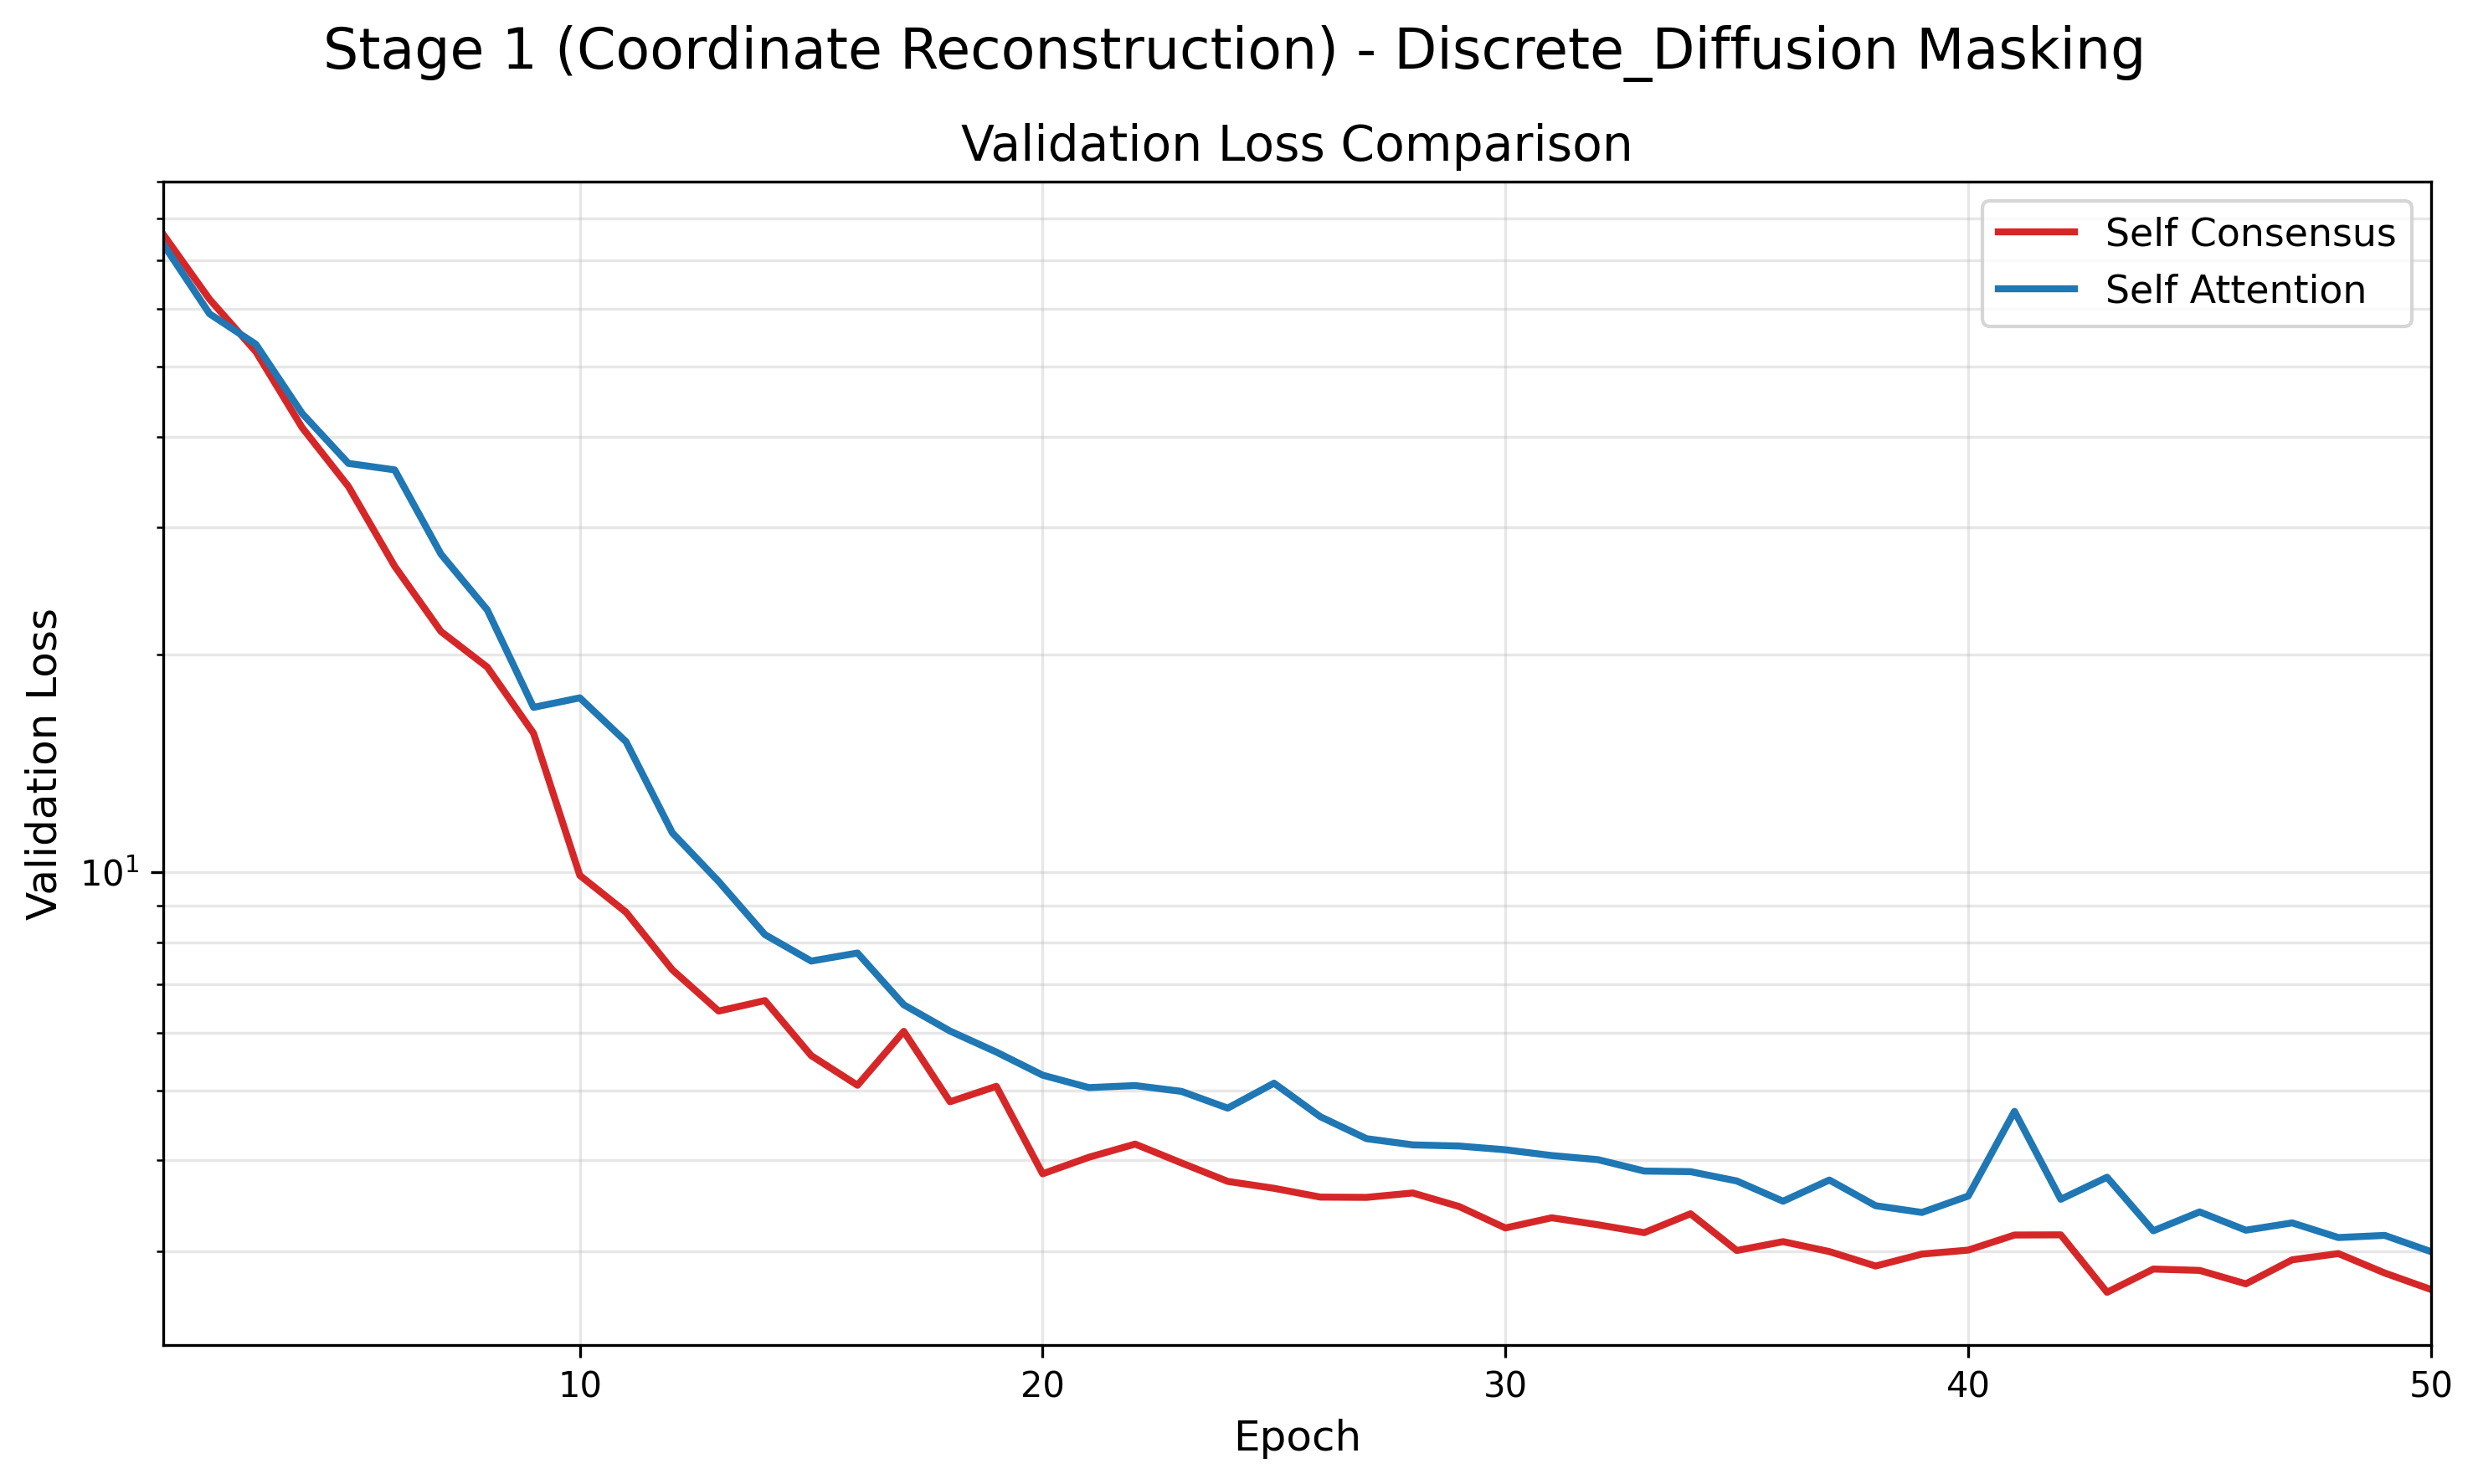 Stage 1 (Coordinate Reconstruction) - Discrete_Diffusion Masking
Validation Loss Comparison
Self Consensus
Self Attention
Validation Loss
10¹
10 20 30 40 50
Epoch